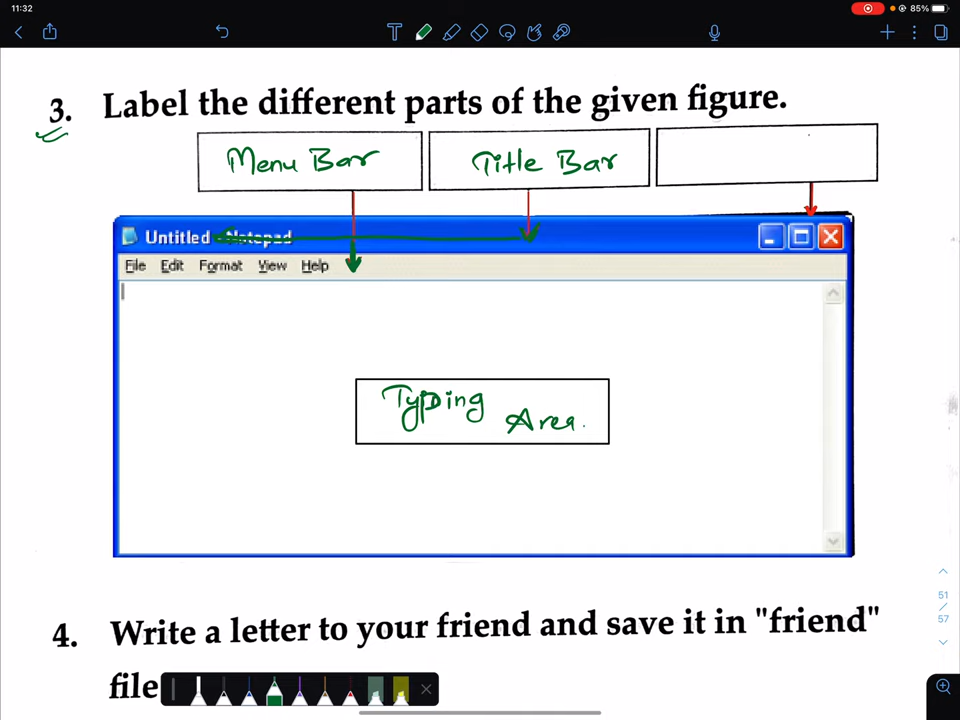 11:32
85%
3. Label the different parts of the given figure.
Menu Bar
Title Bar
Untitled - Notepad
File Edit Format View Help
Typing
Area.
51
/
57
4. Write a letter to your friend and save it in "friend"
file